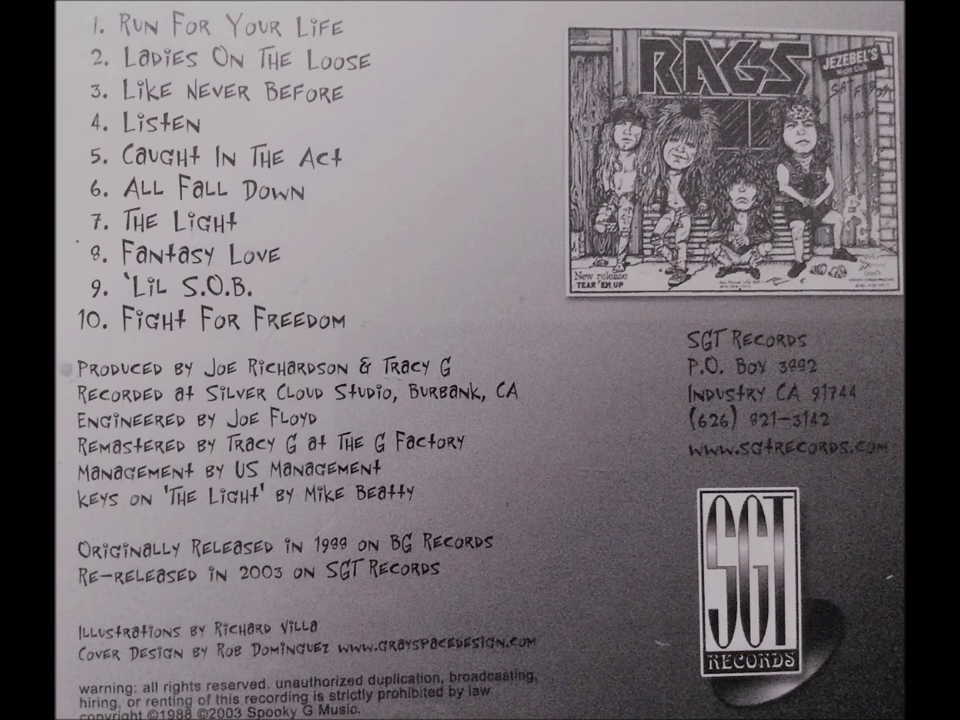 1. Run For Your Life
2. Ladies On The Loose
3. Like Never Before
4. Listen
5. Caught In The Act
6. All Fall Down
7. The Light
8. Fantasy Love
9. 'Lil S.O.B.
10. Fight For Freedom
Produced by Joe Richardson & Tracy G
Recorded at Silver Cloud Studio, Burbank, CA
Engineered by Joe Floyd
Remastered by Tracy G at The G Factory
Management by US Management
Keys on 'The Light' by Mike Beatty
Originally Released in 1988 on BG Records
Re-released in 2003 on SGT Records
Illustrations by Richard Villa
Cover Design by Rob Dominguez www.grayspacedesign.com
warning: all rights reserved. unauthorized duplication, broadcasting,
hiring, or renting of this recording is strictly prohibited by law
copyright ©1988 ©2003 Spooky G Music.
RAGS
JEZEBEL'S
Night Club
SAT FEB
New release
TEAR 'EM UP
SGT Records
P.O. Box 3992
Industry CA 91744
(626) 821-3142
www.sgtrecords.com
SGT
RECORDS